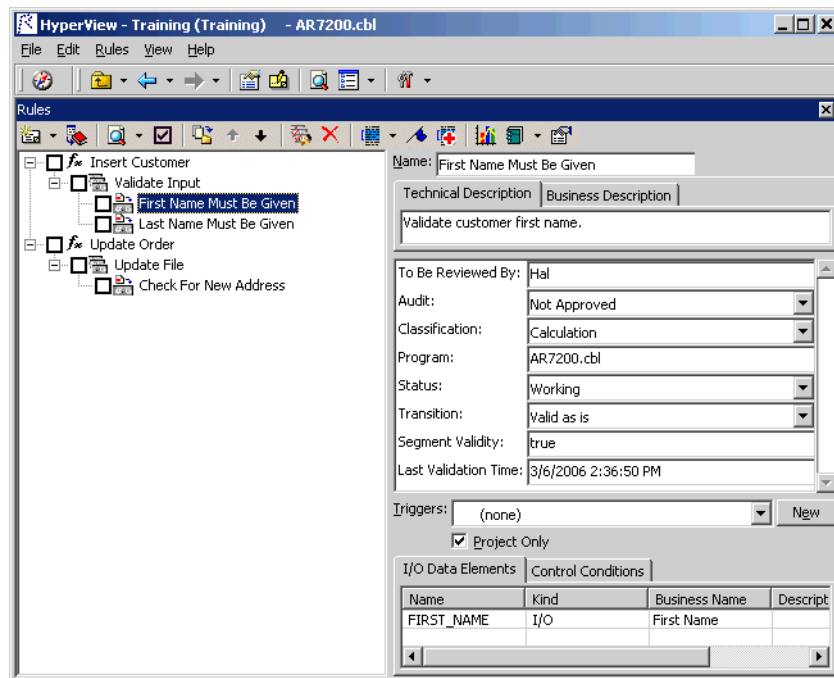 HyperView - Training (Training) - AR7200.cbl
File Edit Rules View Help
Rules
Insert Customer
Validate Input
First Name Must Be Given
Last Name Must Be Given
Update Order
Update File
Check For New Address
Name: First Name Must Be Given
Technical Description Business Description
Validate customer first name.
To Be Reviewed By: Hal
Audit: Not Approved
Classification: Calculation
Program: AR7200.cbl
Status: Working
Transition: Valid as is
Segment Validity: true
Last Validation Time: 3/6/2006 2:36:50 PM
Triggers: (none) New
Project Only
I/O Data Elements Control Conditions
Name Kind Business Name Descript
FIRST_NAME I/O First Name